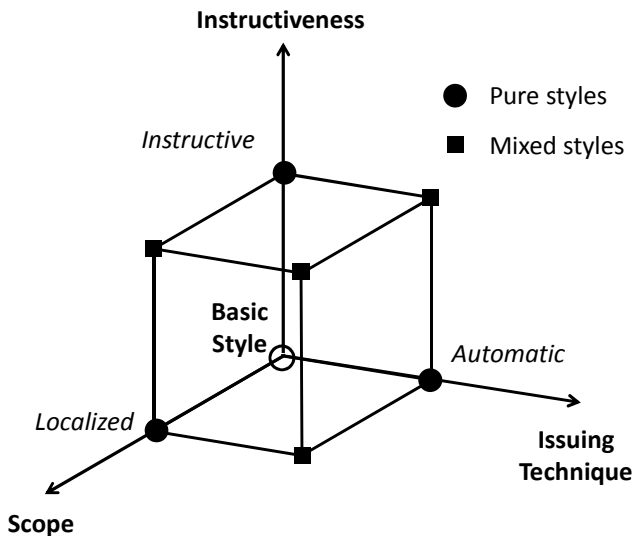 Instructiveness
Pure styles
Instructive
Mixed styles
Basic
Style
Automatic
Localized
Issuing
Technique
Scope